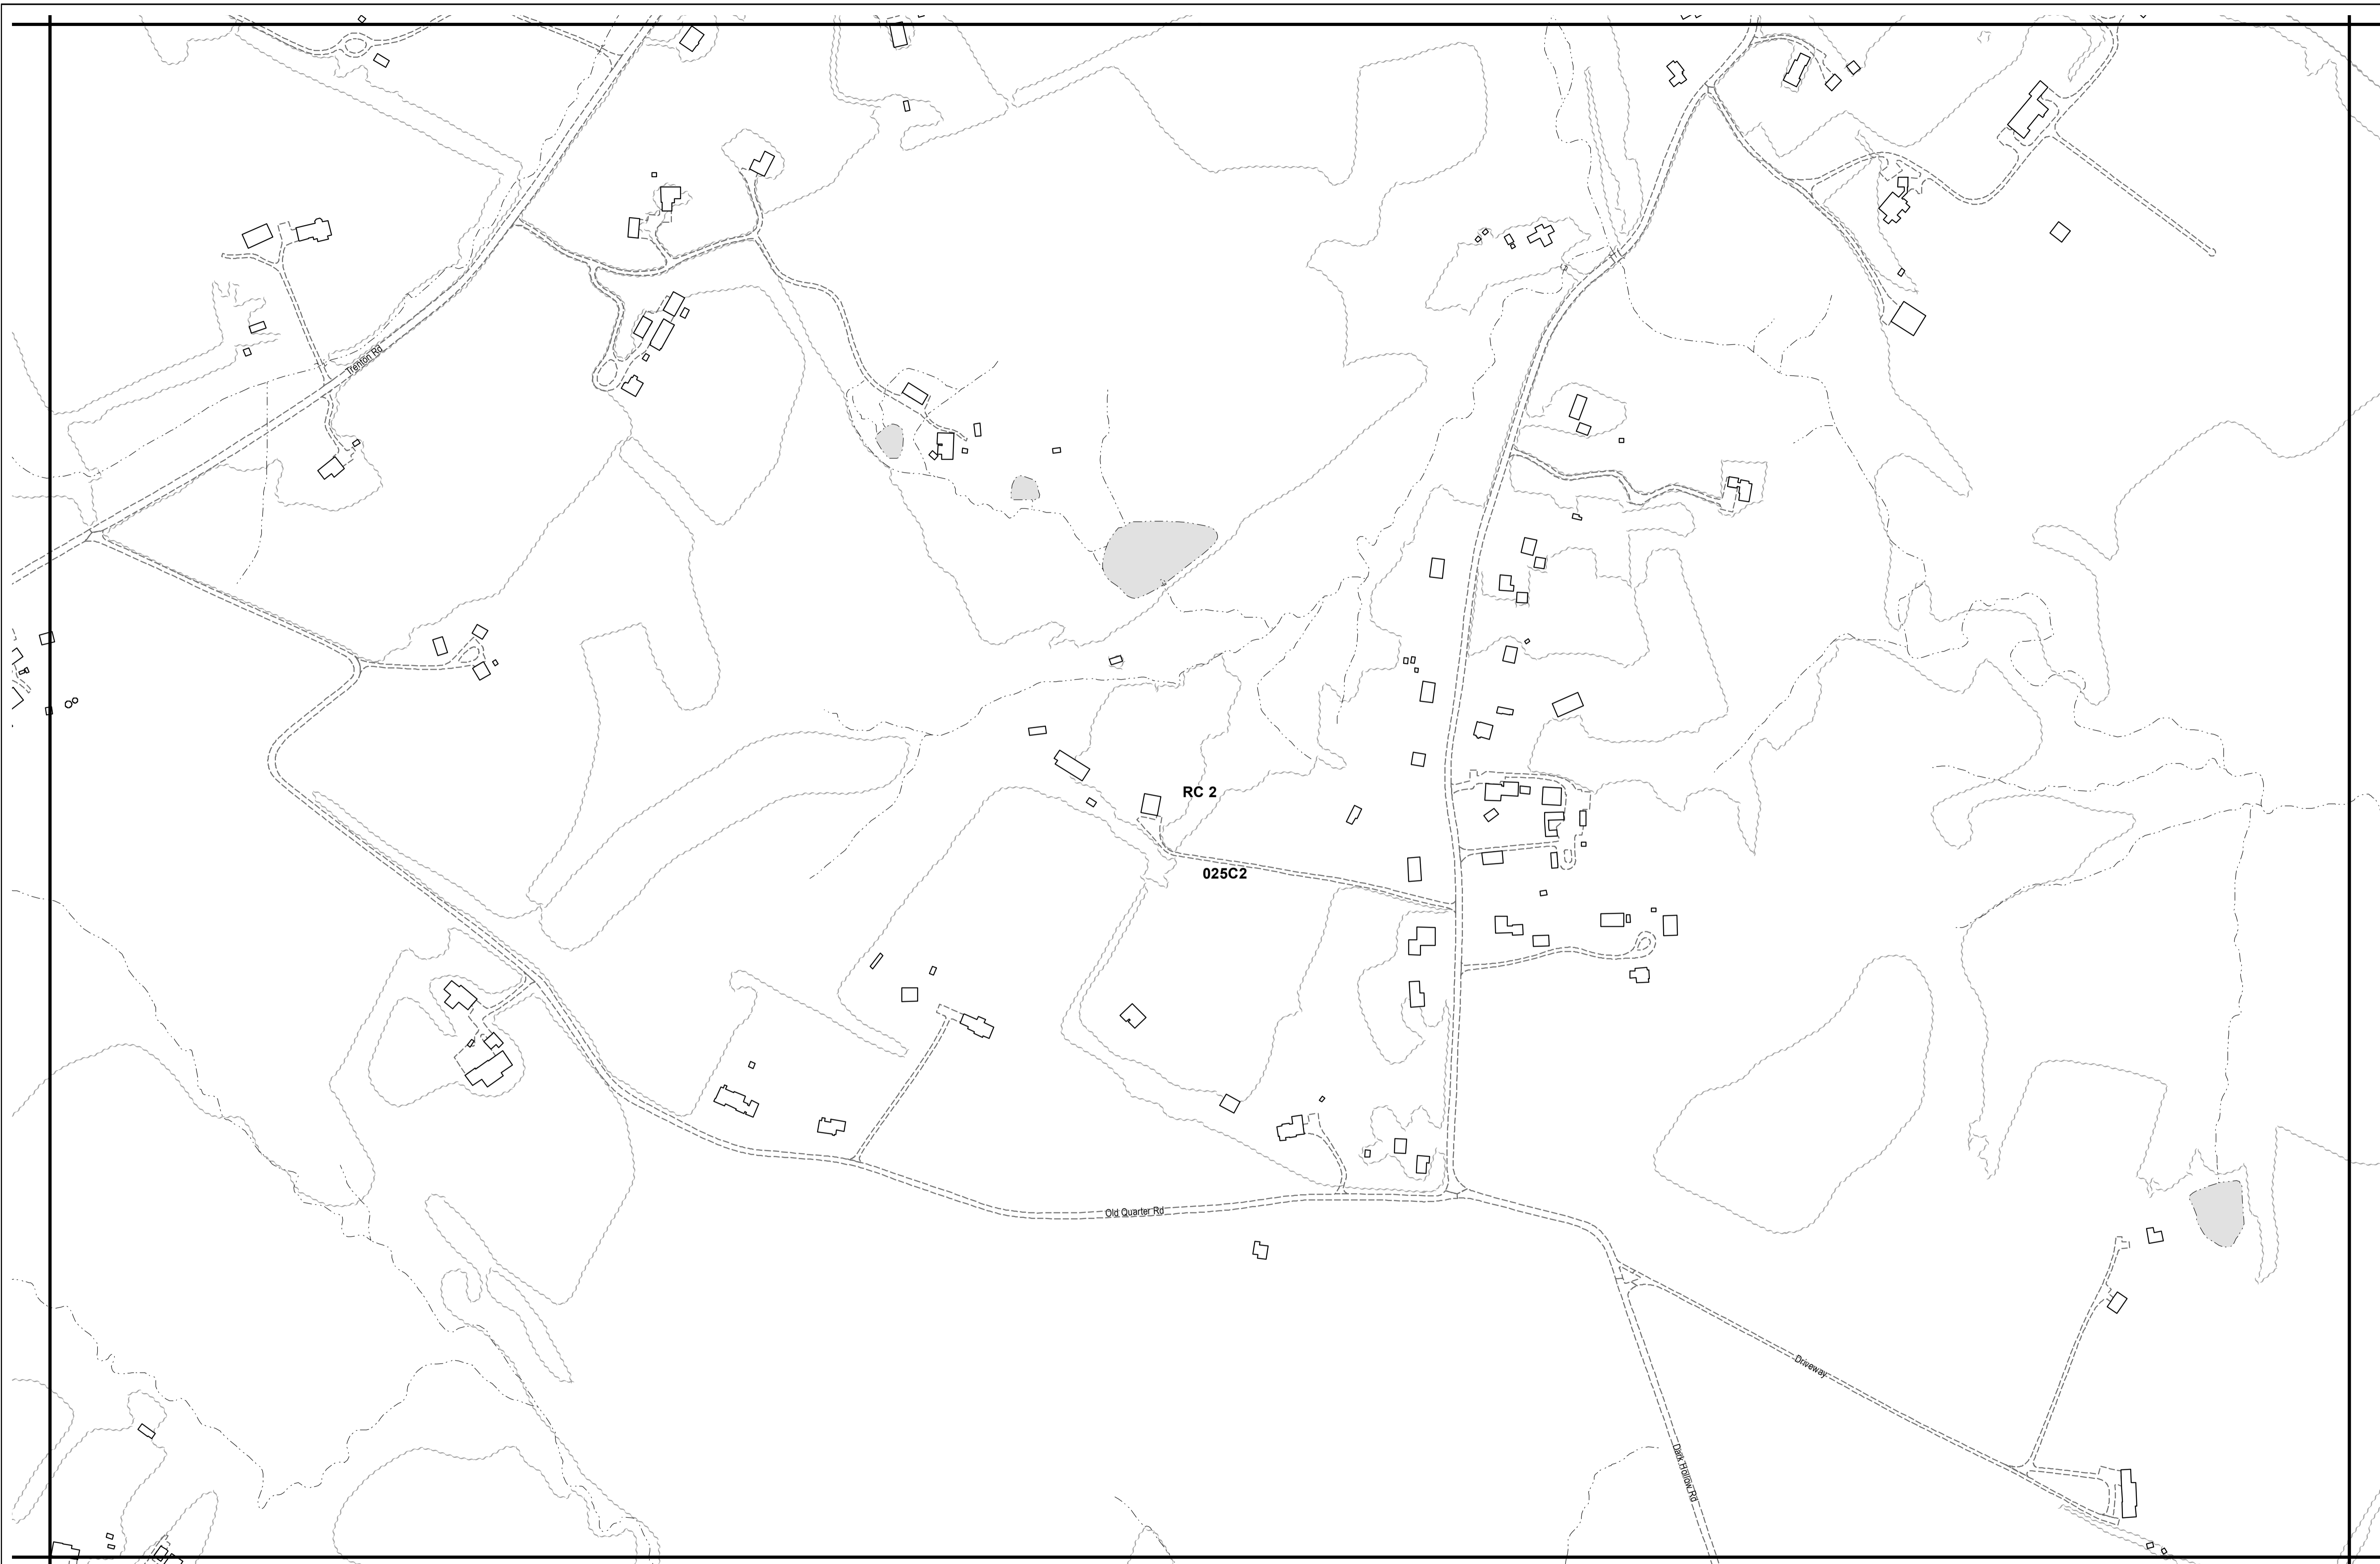 Trenton Rd
RC 2
025C2
Old Quarter Rd
Driveway
Dark Hollow Rd